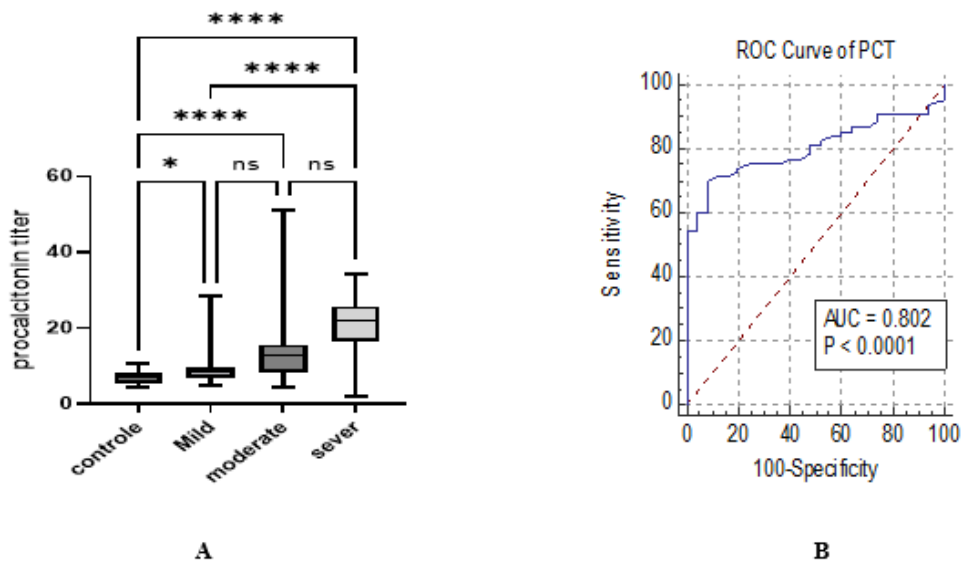 ****
****
****
*
ns
ns
60
40
20
0
procalcitonin titer
controle
Mild
moderate
sever
A
ROC Curve of PCT
100
80
60
40
20
0
Sensitivity
AUC = 0.802
P < 0.0001
0
20
40
60
80
100
100-Specificity
B